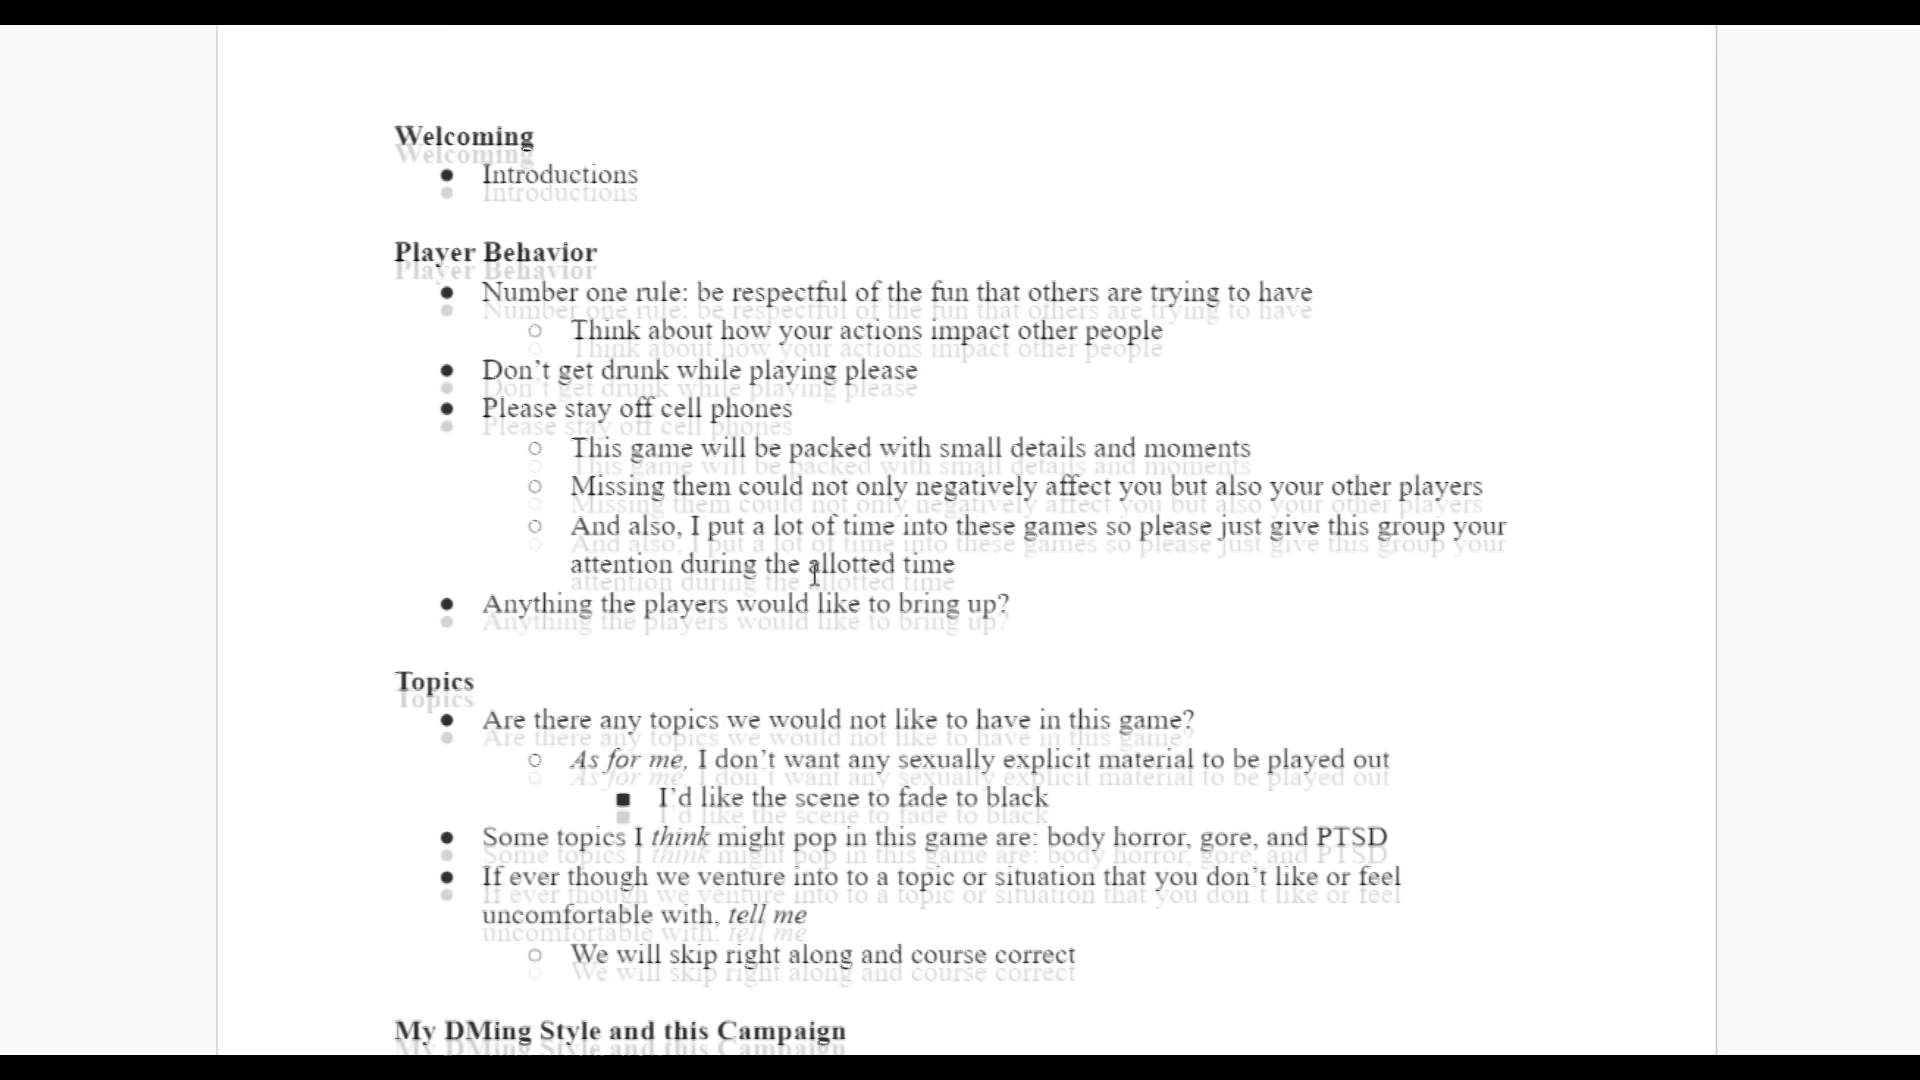 Welcoming
● Introductions
Player Behavior
● Number one rule: be respectful of the fun that others are trying to have
○ Think about how your actions impact other people
● Don’t get drunk while playing please
● Please stay off cell phones
○ This game will be packed with small details and moments
○ Missing them could not only negatively affect you but also your other players
○ And also, I put a lot of time into these games so please just give this group your
attention during the allotted time
● Anything the players would like to bring up?
Topics
● Are there any topics we would not like to have in this game?
○ As for me, I don’t want any sexually explicit material to be played out
■ I’d like the scene to fade to black
● Some topics I think might pop in this game are: body horror, gore, and PTSD
● If ever though we venture into to a topic or situation that you don’t like or feel
uncomfortable with, tell me
○ We will skip right along and course correct
My DMing Style and this Campaign